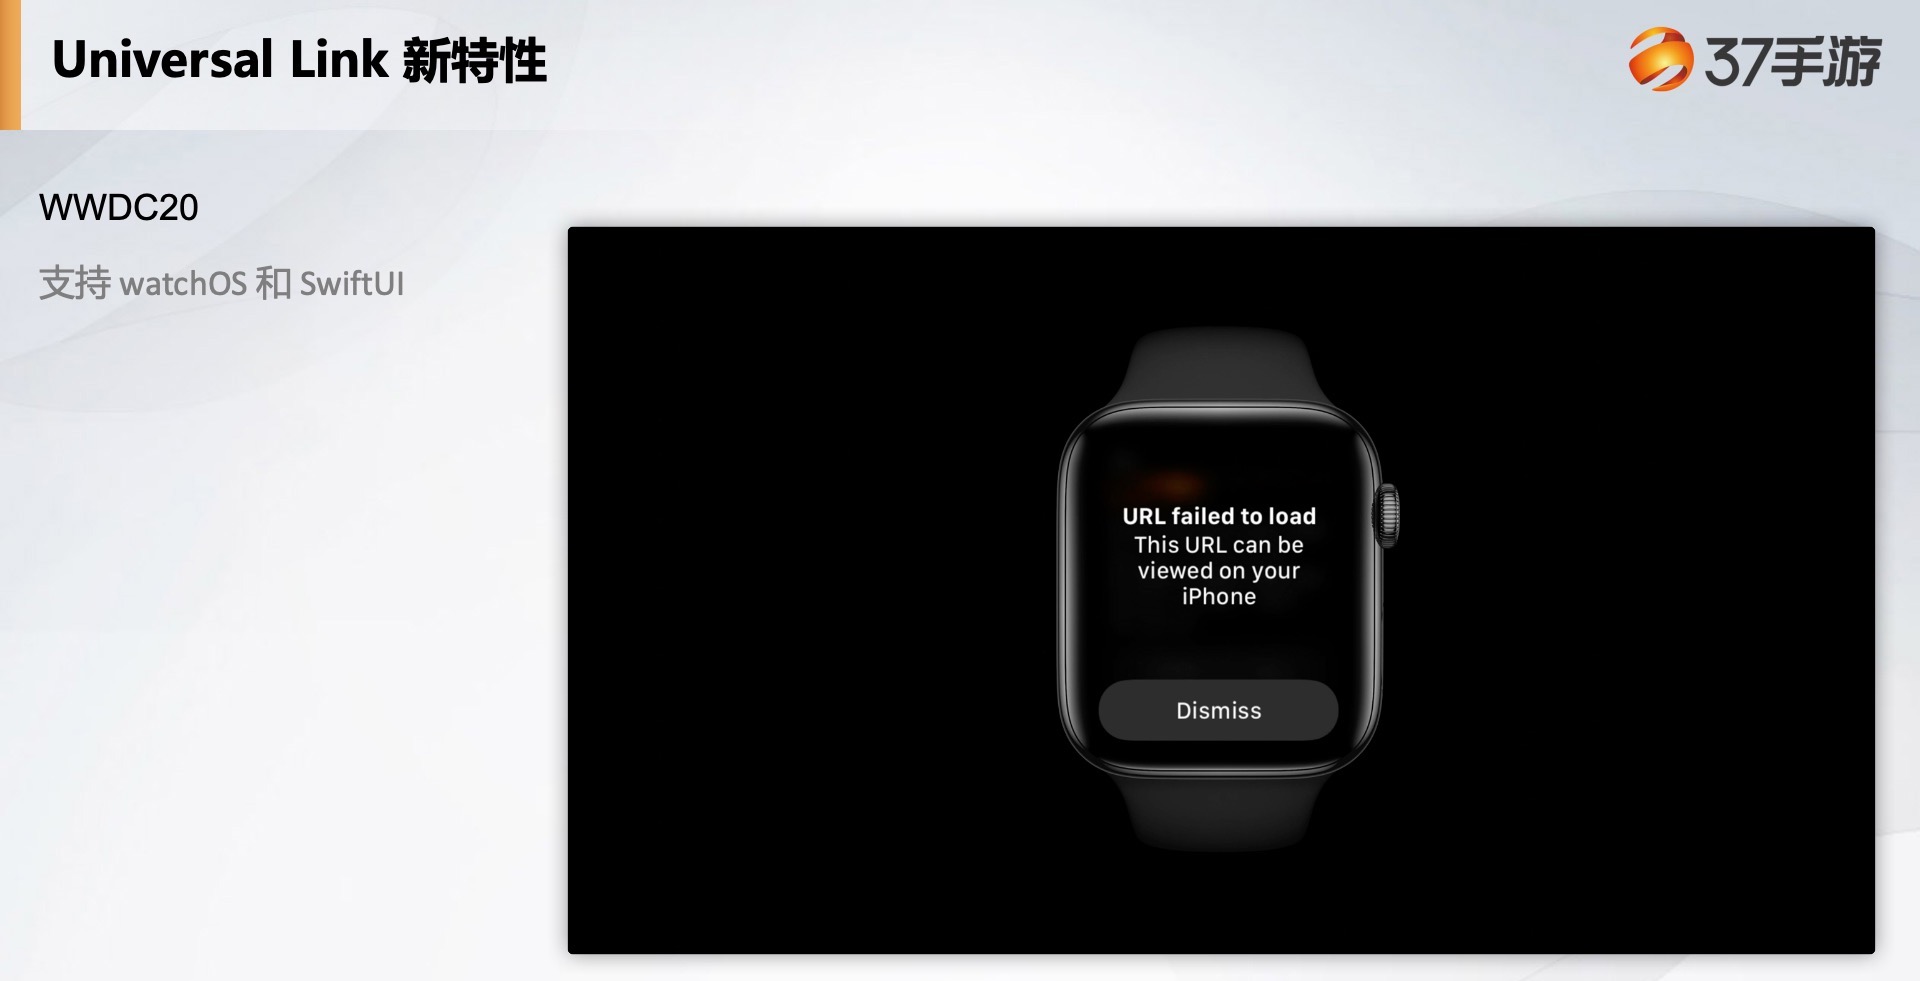 Universal Link 新特性
37手游
WWDC20
支持 watchOS 和 SwiftUI
URL failed to load
This URL can be
viewed on your
iPhone
Dismiss